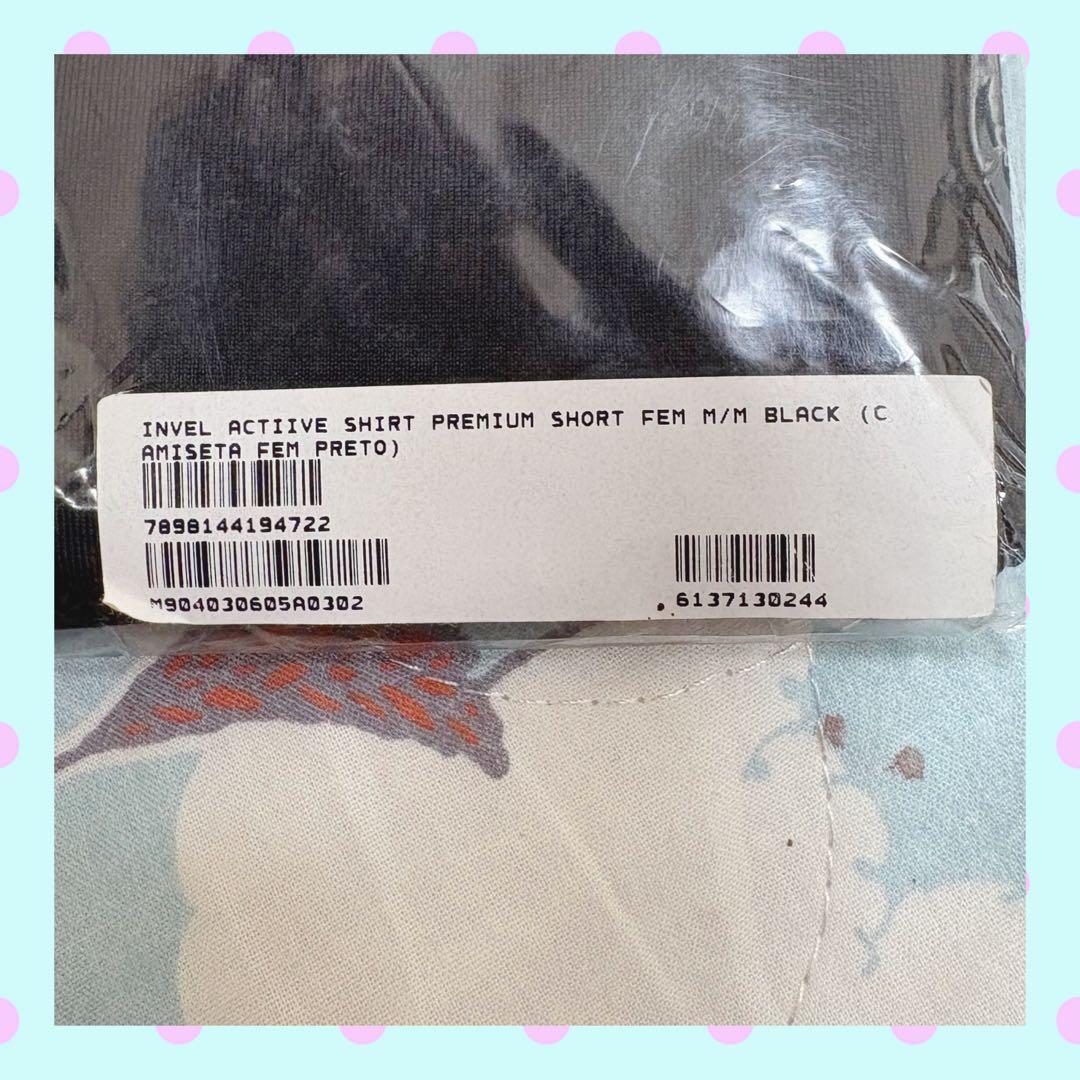 INVEL ACTIIVE SHIRT PREMIUM SHORT FEM M/M BLACK (C
AMISETA FEM PRETO)
7898144194722
M904030605A0302
6137130244